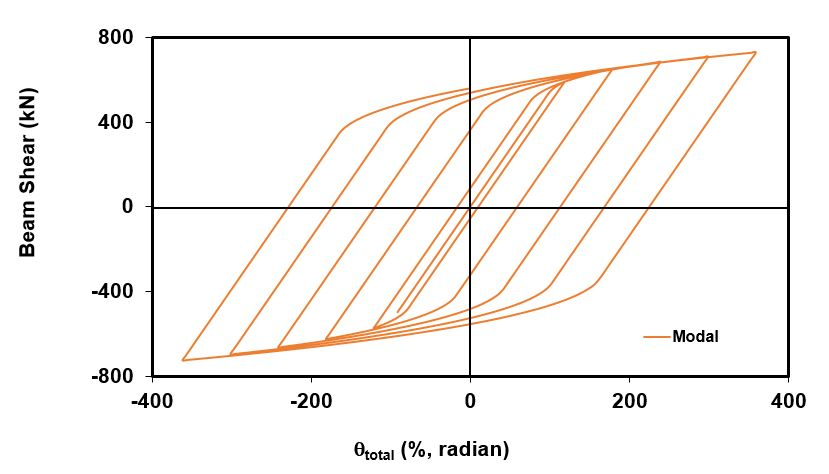 800
400
0
-400
-800
Beam Shear (kN)
Modal
-400 -200 0 200 400
θtotal (%, radian)